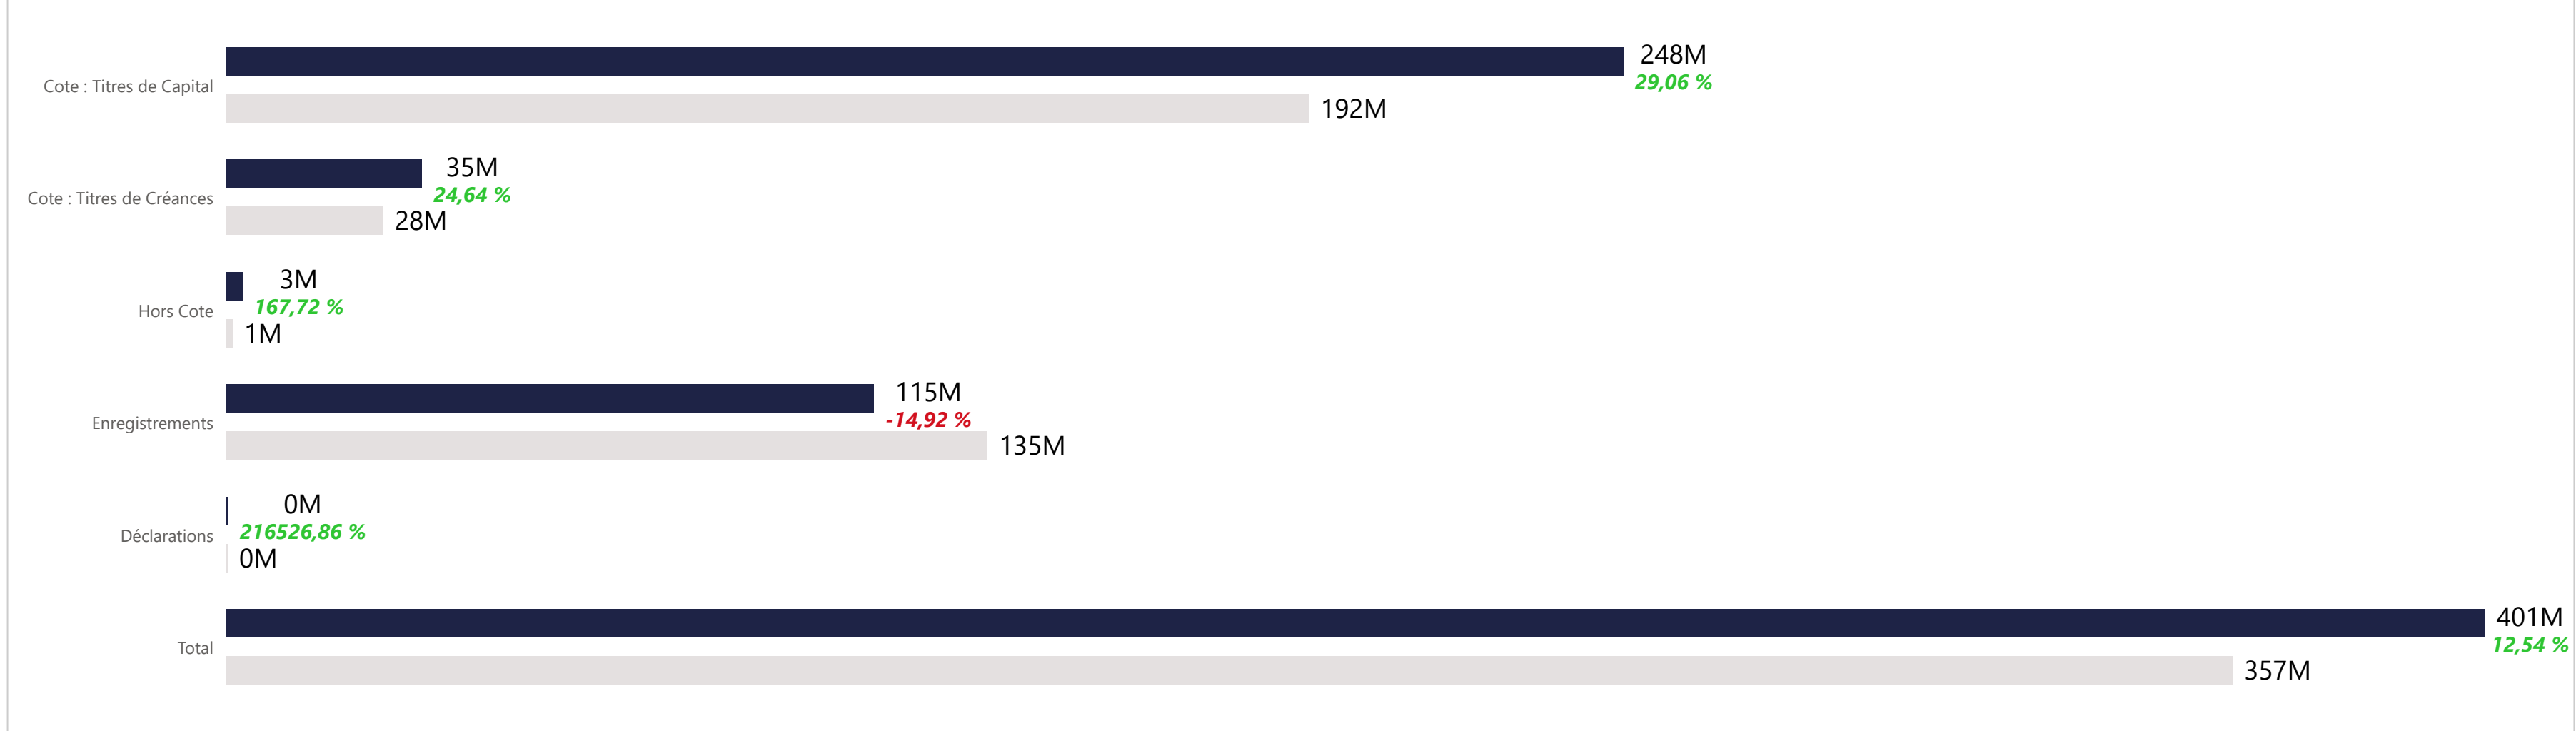 248M
Cote : Titres de Capital
29,06 %
192M
35M
Cote : Titres de Créances
24,64 %
28M
3M
Hors Cote
167,72 %
1M
115M
Enregistrements
-14,92 %
135M
0M
Déclarations
216526,86 %
0M
401M
Total
12,54 %
357M